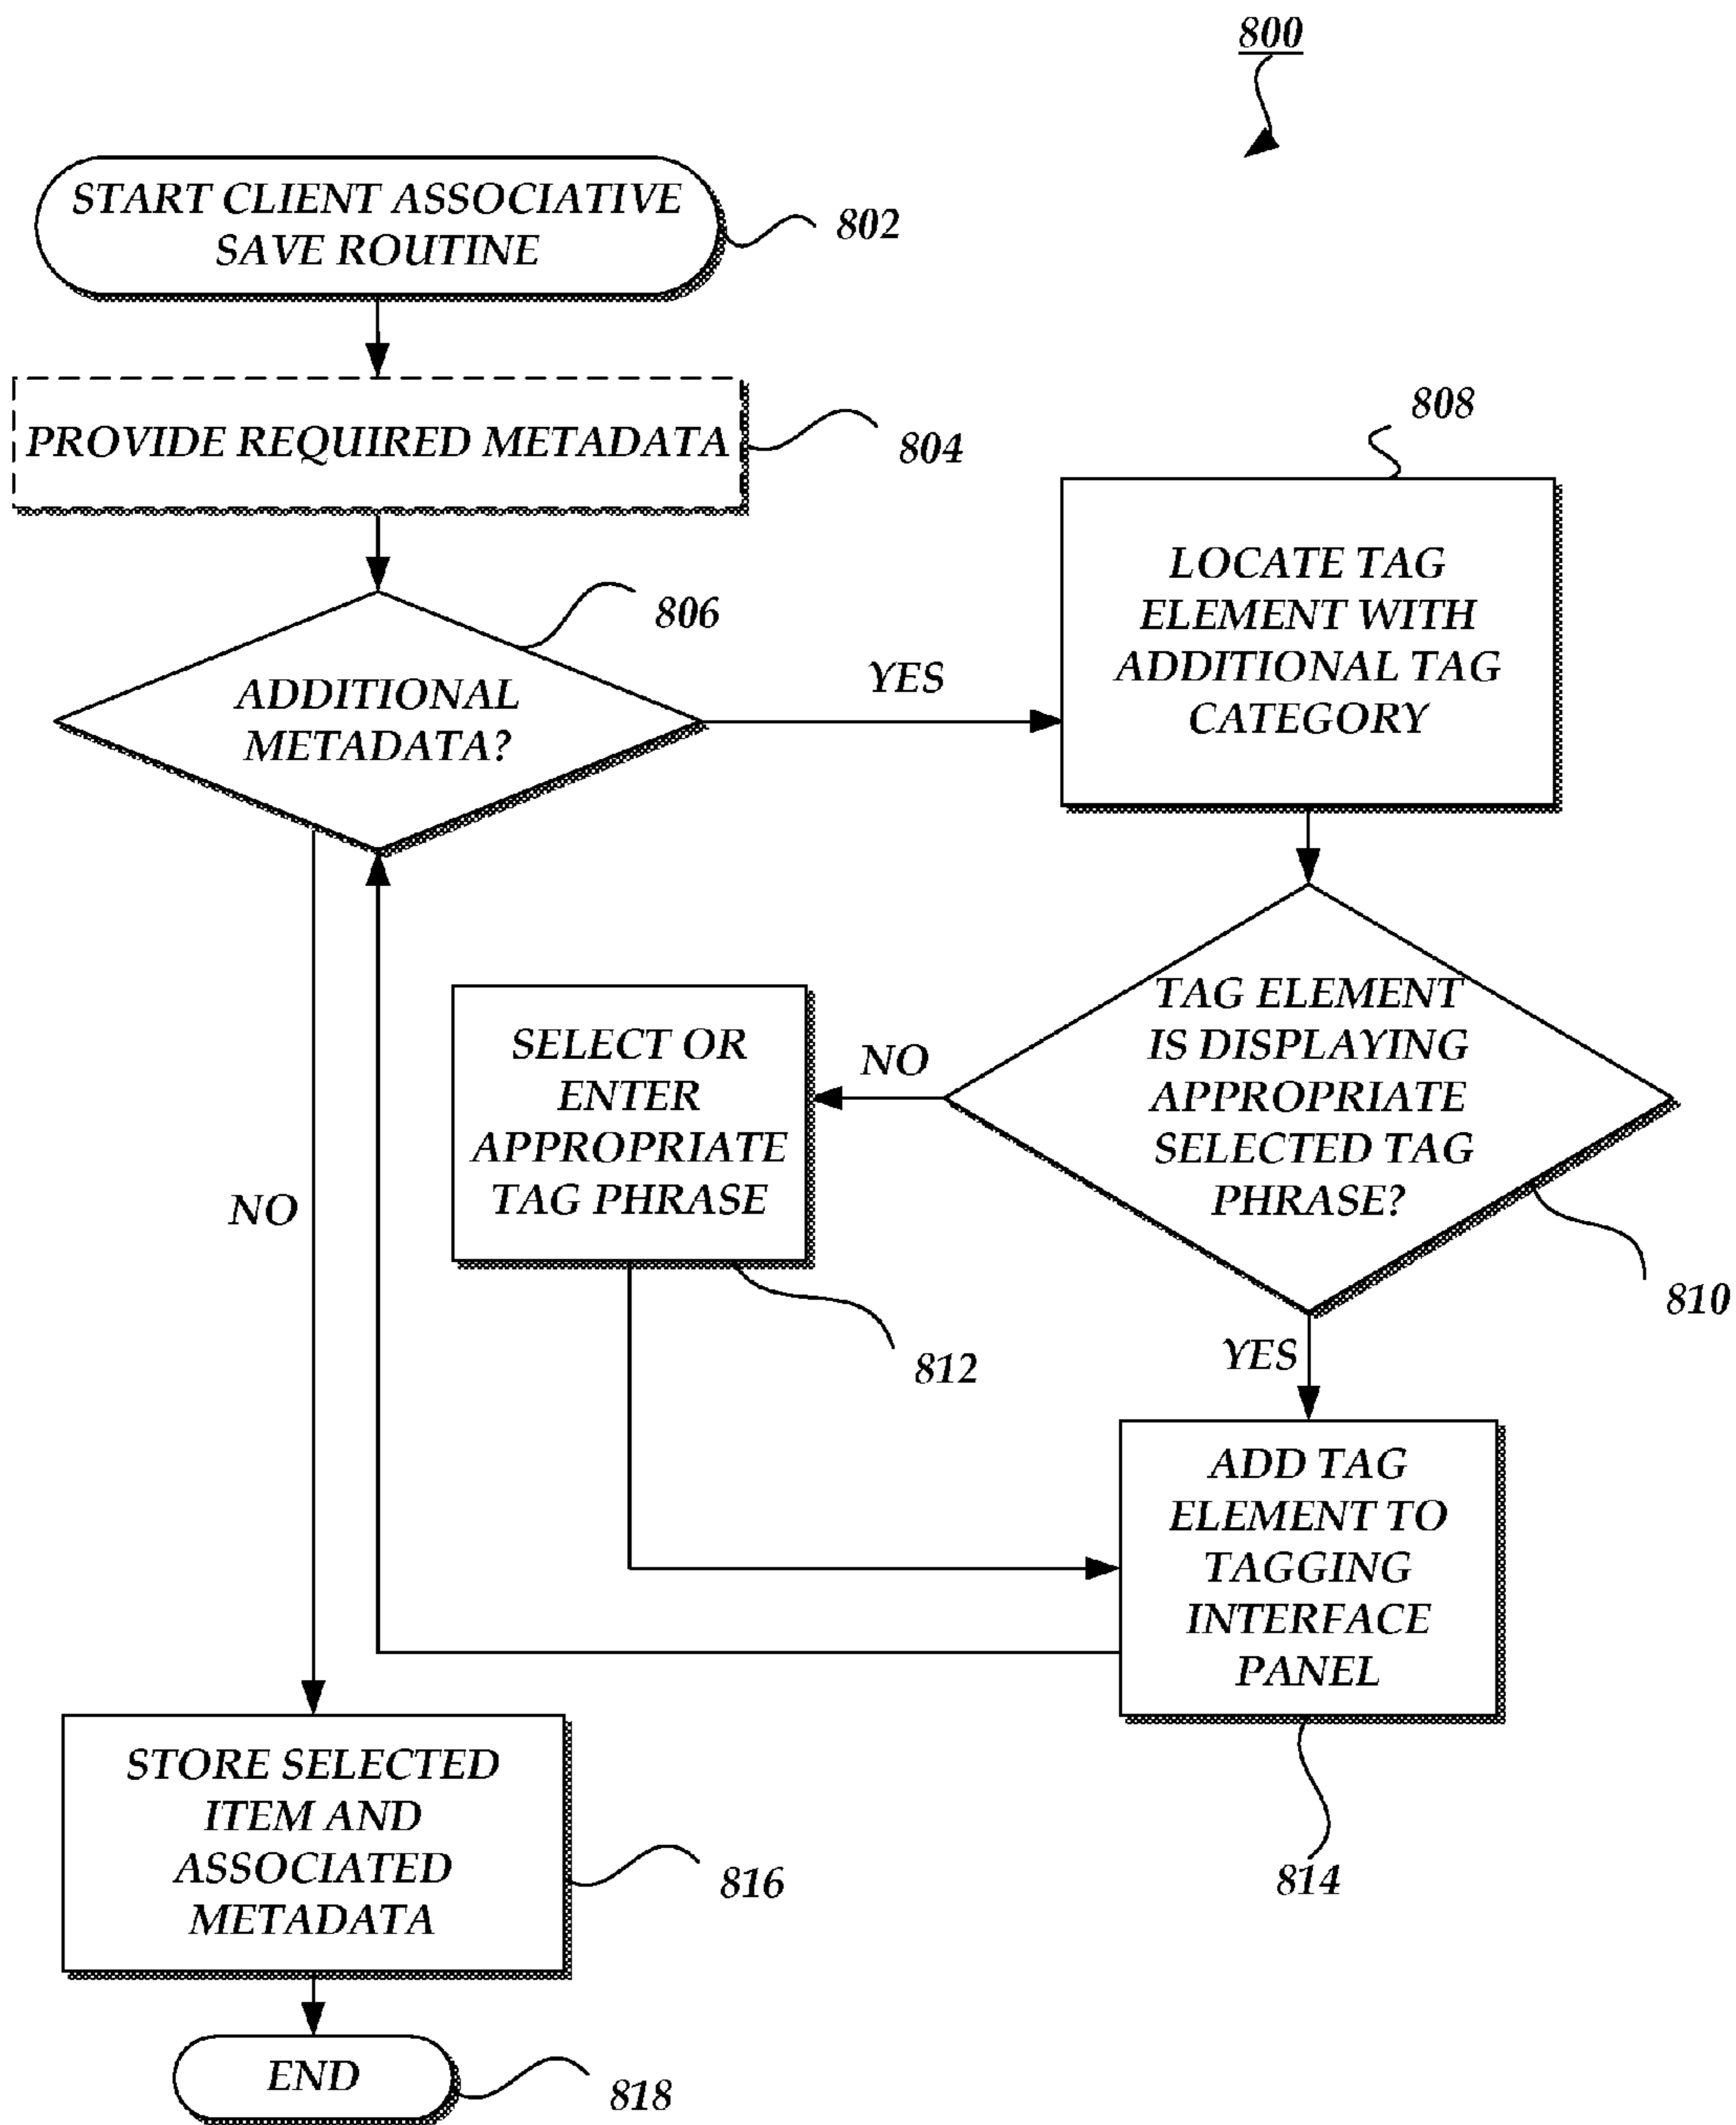 800
START CLIENT ASSOCIATIVE
SAVE ROUTINE
802
PROVIDE REQUIRED METADATA
804
806
ADDITIONAL
METADATA?
YES
808
LOCATE TAG
ELEMENT WITH
ADDITIONAL TAG
CATEGORY
TAG ELEMENT
IS DISPLAYING
APPROPRIATE
SELECTED TAG
PHRASE?
810
NO
SELECT OR
ENTER
APPROPRIATE
TAG PHRASE
812
YES
ADD TAG
ELEMENT TO
TAGGING
INTERFACE
PANEL
814
NO
STORE SELECTED
ITEM AND
ASSOCIATED
METADATA
816
END
818